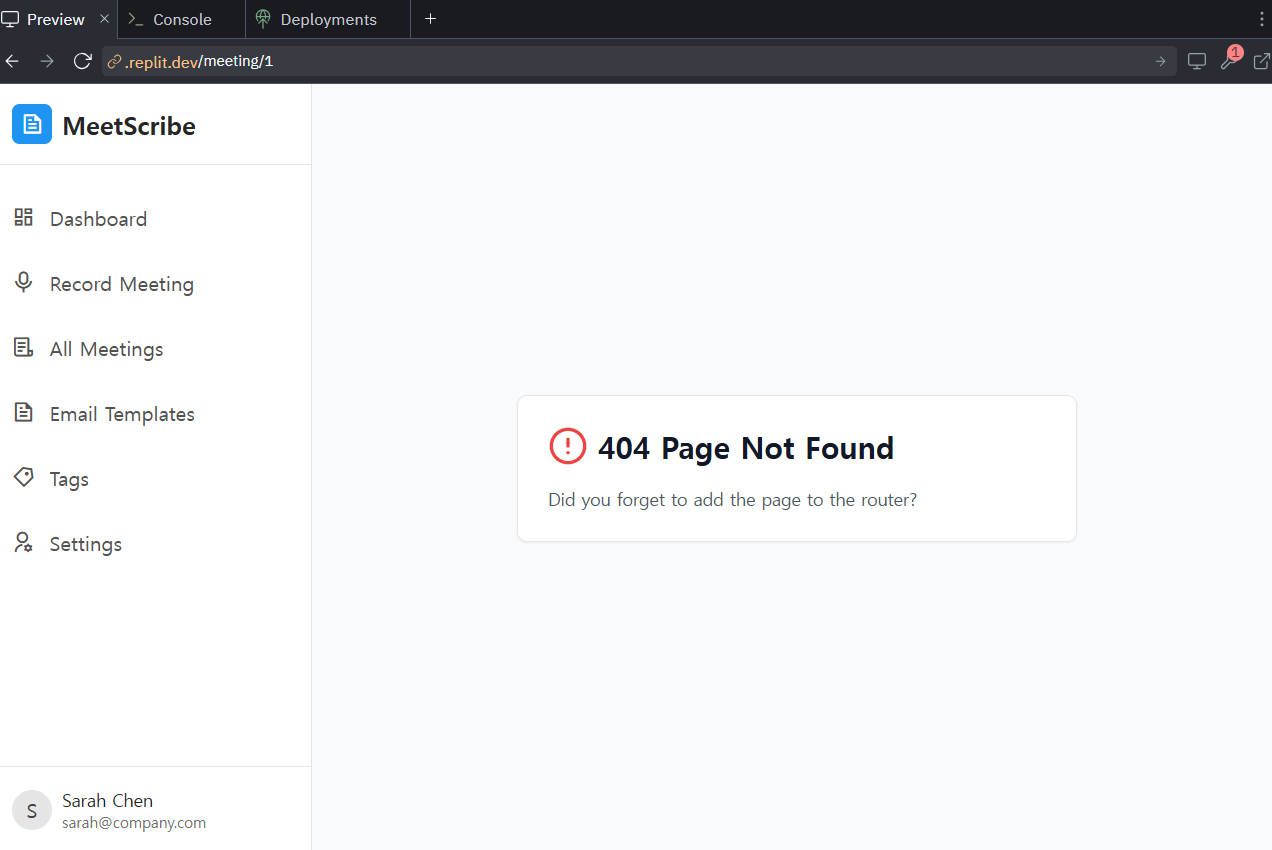 Preview
Console
Deployments
.replit.dev/meeting/1
1
MeetScribe
Dashboard
Record Meeting
All Meetings
Email Templates
Tags
Settings
404 Page Not Found
Did you forget to add the page to the router?
S
Sarah Chen
sarah@company.com